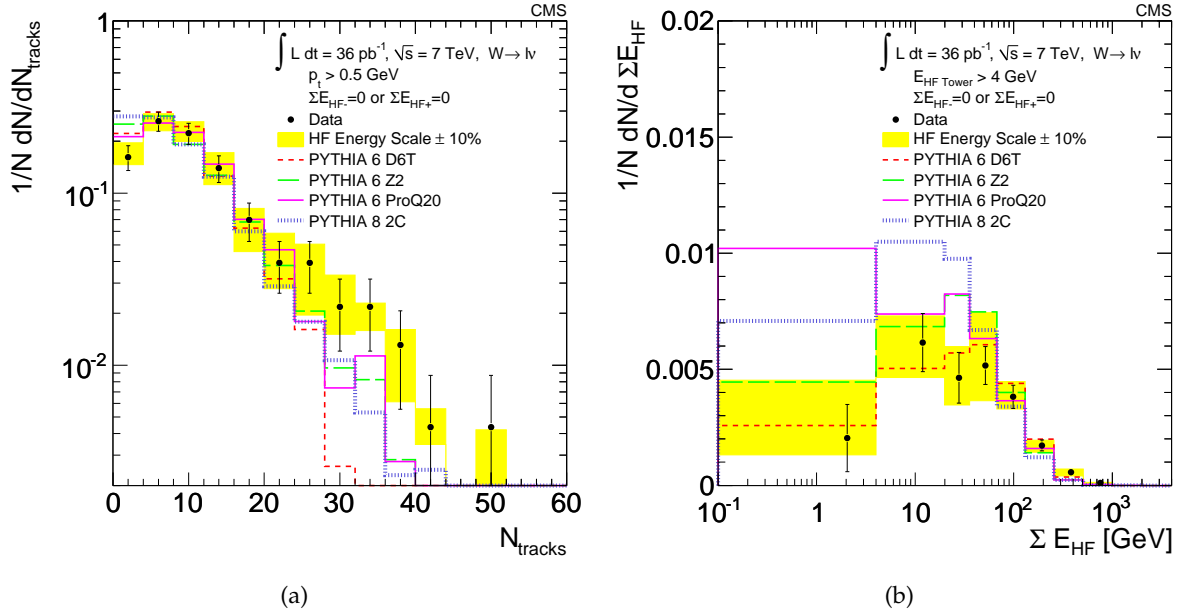 CMS
1/N dN/dN_tracks
∫ L dt = 36 pb⁻¹, √s = 7 TeV, W→ lν
p_t > 0.5 GeV
ΣE_HF-=0 or ΣE_HF+=0
Data
HF Energy Scale ± 10%
PYTHIA 6 D6T
PYTHIA 6 Z2
PYTHIA 6 ProQ20
PYTHIA 8 2C
1
10⁻¹
10⁻²
0 10 20 30 40 50 60
N_tracks
(a)
CMS
1/N dN/d ΣE_HF
∫ L dt = 36 pb⁻¹, √s = 7 TeV, W→ lν
E_HF Tower > 4 GeV
ΣE_HF-=0 or ΣE_HF+=0
Data
HF Energy Scale ± 10%
PYTHIA 6 D6T
PYTHIA 6 Z2
PYTHIA 6 ProQ20
PYTHIA 8 2C
0.02
0.015
0.01
0.005
0
10⁻¹ 1 10 10² 10³
Σ E_HF [GeV]
(b)